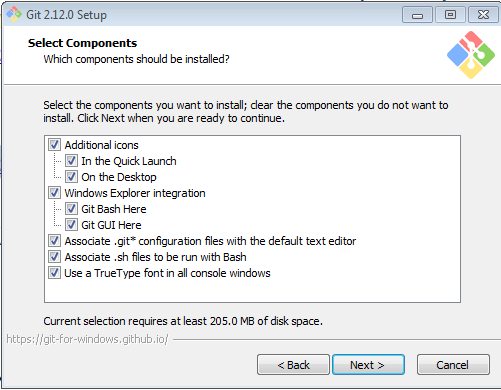 Git 2.12.0 Setup
Select Components
Which components should be installed?
Select the components you want to install; clear the components you do not want to
install. Click Next when you are ready to continue.
Additional icons
In the Quick Launch
On the Desktop
Windows Explorer integration
Git Bash Here
Git GUI Here
Associate .git* configuration files with the default text editor
Associate .sh files to be run with Bash
Use a TrueType font in all console windows
Current selection requires at least 205.0 MB of disk space.
https://git-for-windows.github.io/
< Back
Next >
Cancel